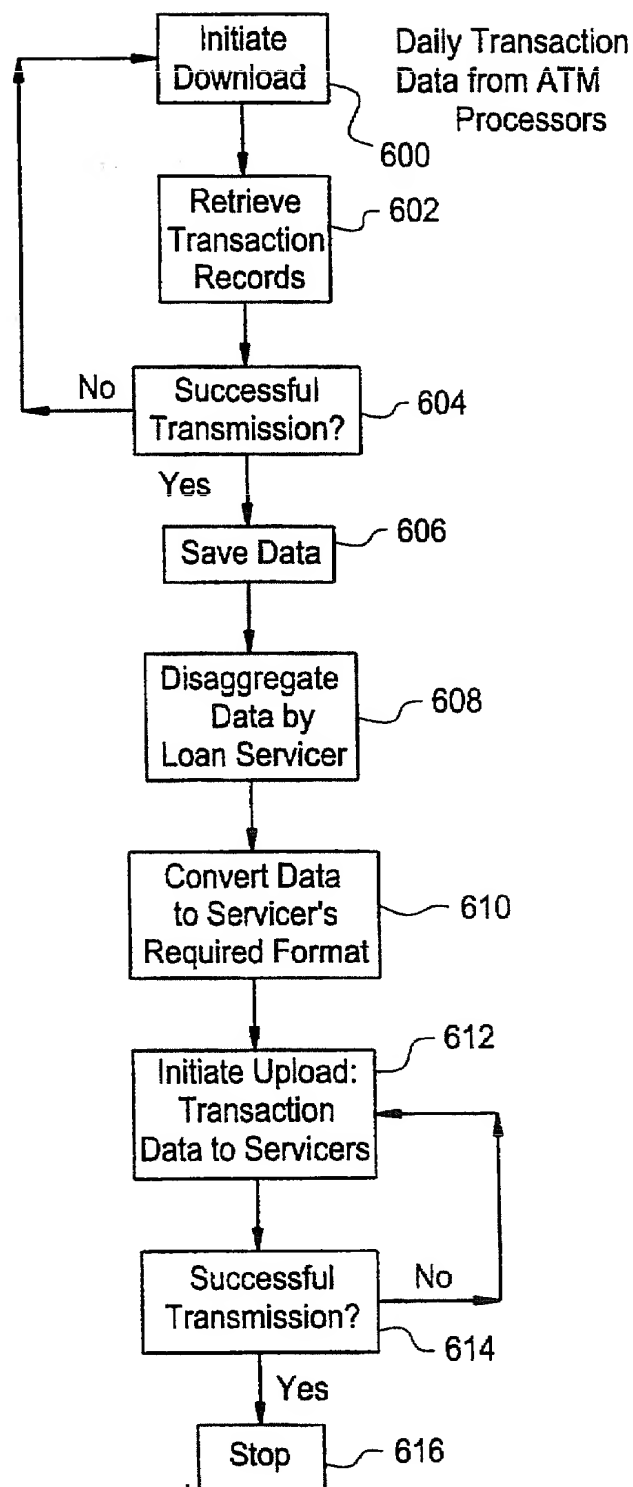 Initiate
Download
Daily Transaction
Data from ATM
Processors
600
Retrieve
Transaction
Records
602
Successful
Transmission?
604
No
Yes
Save Data
606
Disaggregate
Data by
Loan Servicer
608
Convert Data
to Servicer's
Required Format
610
Initiate Upload:
Transaction
Data to Servicers
612
Successful
Transmission?
No
614
Yes
Stop
616